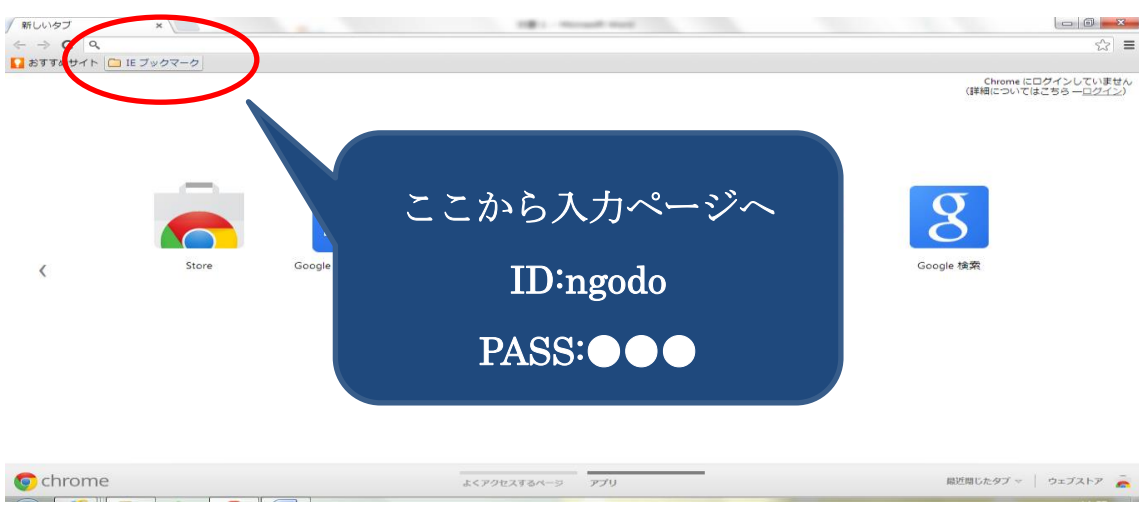 新しいタブ
おすすめサイト IE ブックマーク
Chrome にログインしていません
(詳細についてはこちら —ログイン)
ここから入力ページへ
ID:ngodo
PASS:●●●
Store
Google
Google 検索
chrome
よくアクセスするページ アプリ
最近閉じたタブ
ウェブストア